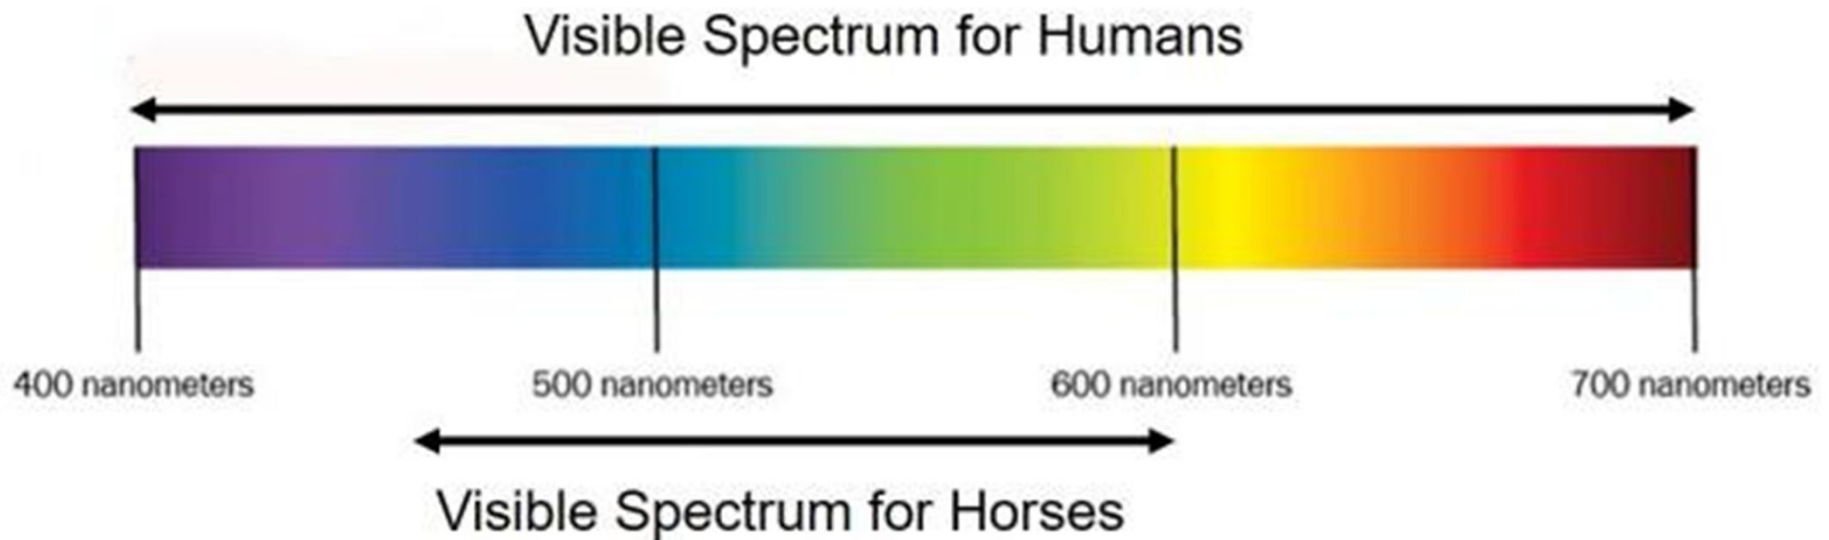 Visible Spectrum for Humans
400 nanometers 500 nanometers 600 nanometers 700 nanometers
Visible Spectrum for Horses